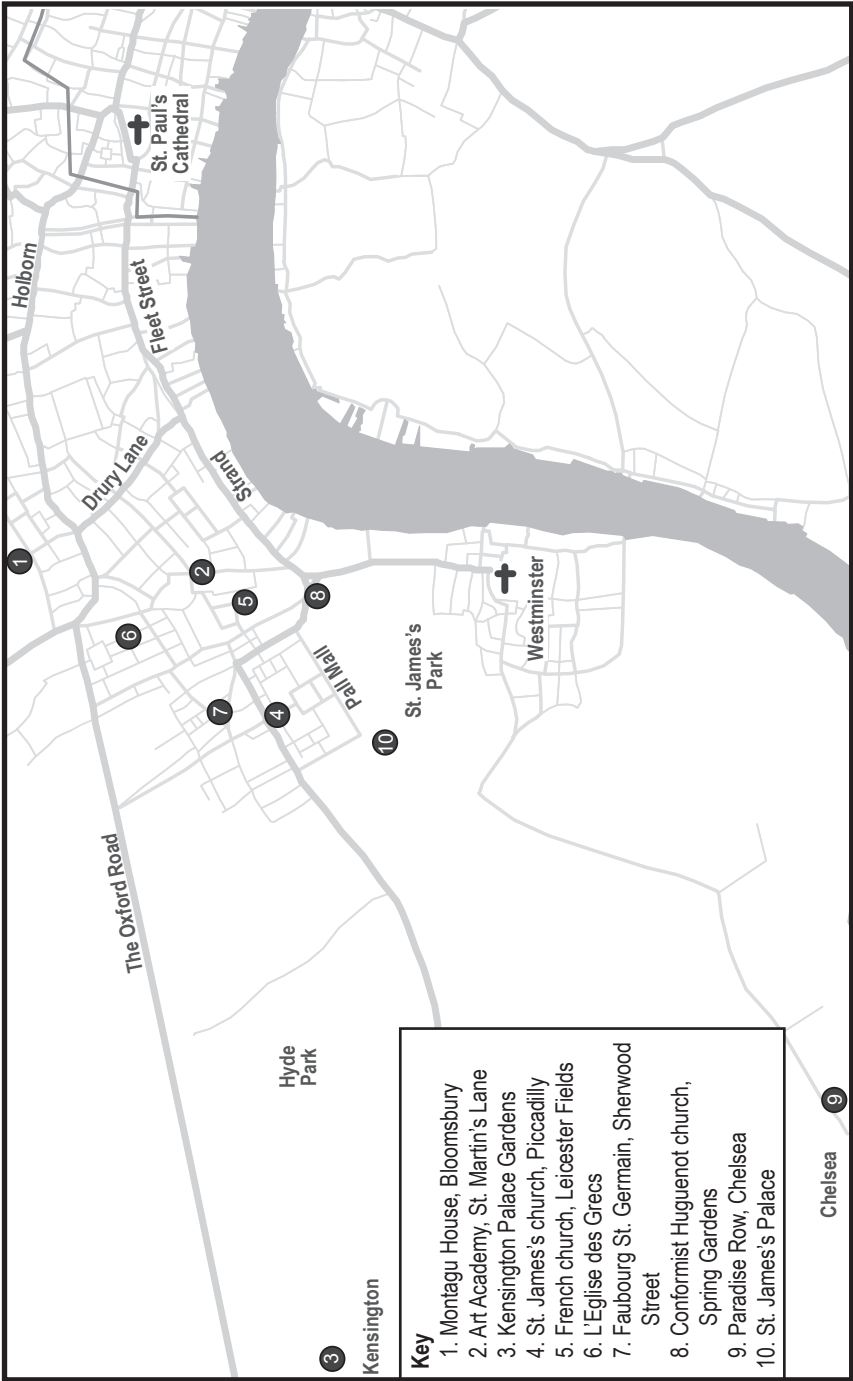 1
Holborn
St. Paul's
Cathedral
Fleet Street
Drury Lane
Strand
6
2
5
8
7
4
Pall Mall
10
St. James's
Park
Westminster
The Oxford Road
Hyde
Park
3
Kensington
9
Chelsea
Key
1. Montagu House, Bloomsbury
2. Art Academy, St. Martin's Lane
3. Kensington Palace Gardens
4. St. James's church, Piccadilly
5. French church, Leicester Fields
6. L'Eglise des Grecs
7. Faubourg St. Germain, Sherwood
Street
8. Conformist Huguenot church,
Spring Gardens
9. Paradise Row, Chelsea
10. St. James's Palace